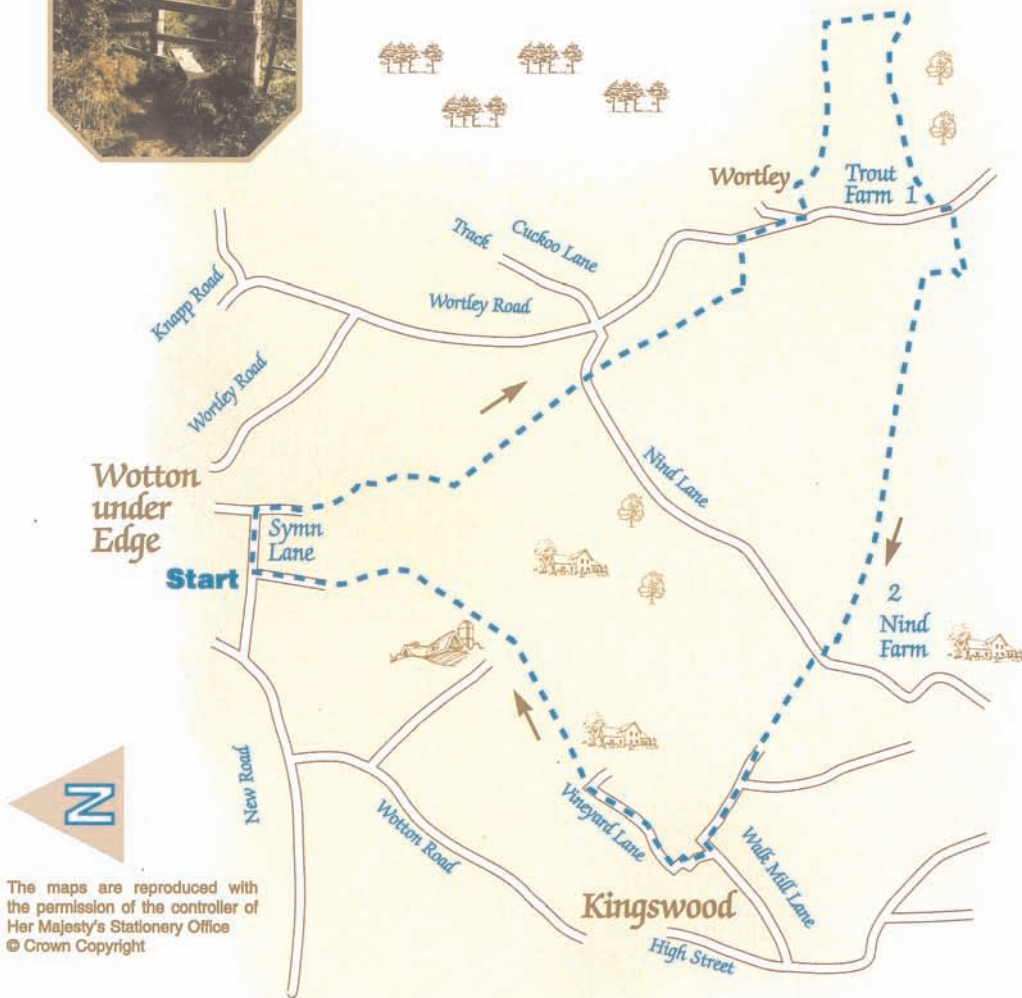 Wortley
Trout
Farm 1
Track
Cuckoo Lane
Knapp Road
Wortley Road
Wortley Road
Wotton
under
Edge
Nind Lane
Symn
Lane
Start
2
Nind
Farm
New Road
Wotton Road
Vineyard Lane
Walk Mill Lane
N
Kingswood
High Street
The maps are reproduced with
the permission of the controller of
Her Majesty's Stationery Office
© Crown Copyright